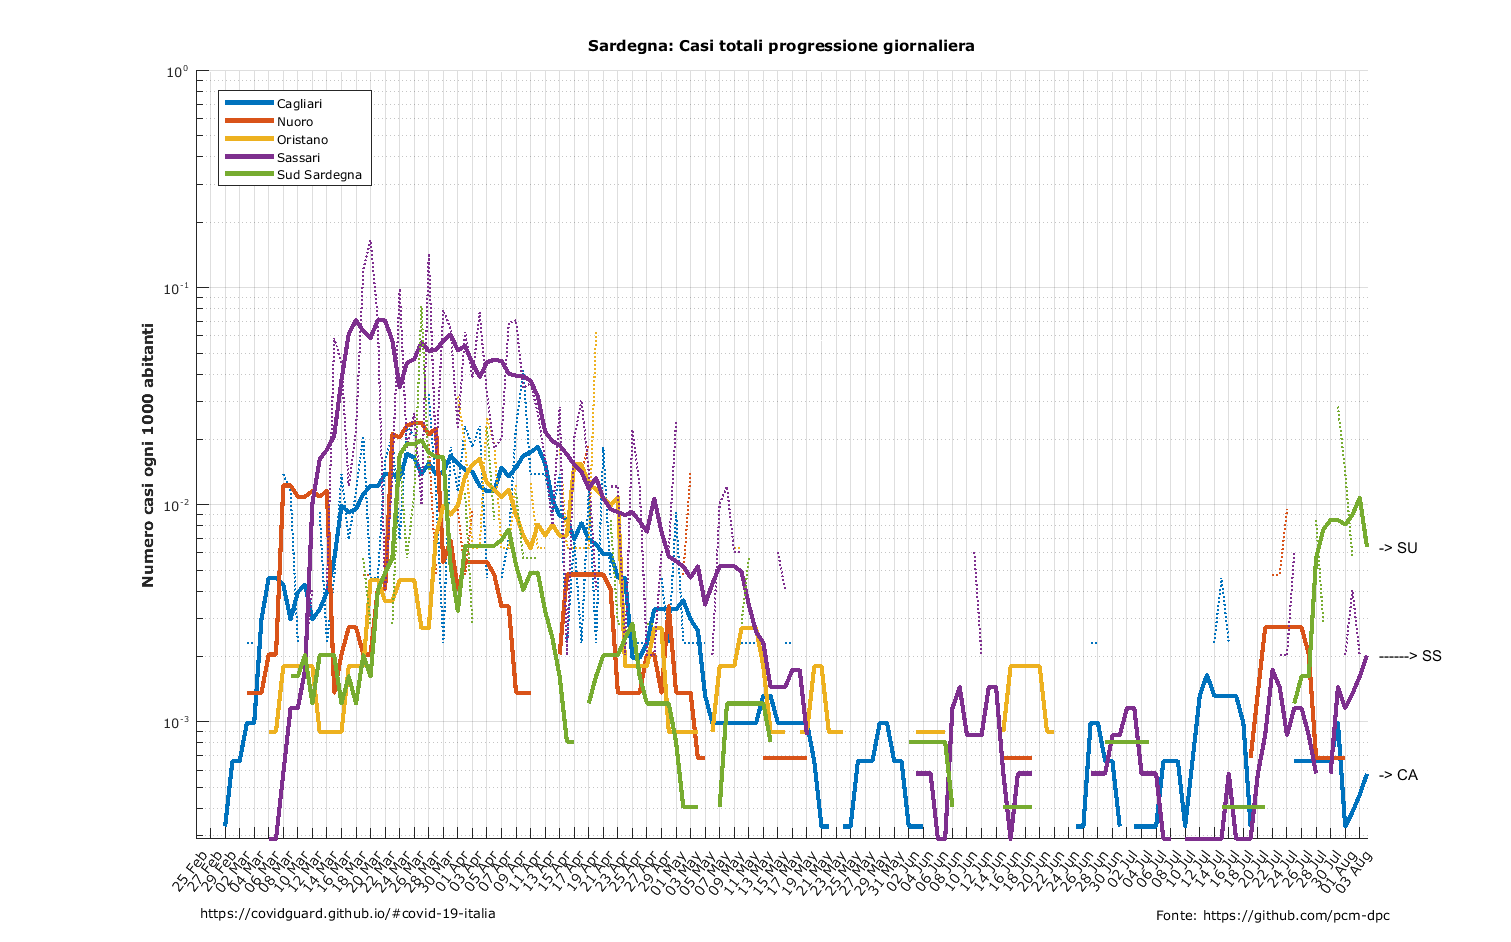 Sardegna: Casi totali progressione giornaliera
Numero casi ogni 1000 abitanti
10⁰
10⁻¹
10⁻²
10⁻³
Cagliari
Nuoro
Oristano
Sassari
Sud Sardegna
-> SU
------> SS
-> CA
25 Feb
27 Feb
29 Feb
02 Mar
04 Mar
06 Mar
08 Mar
10 Mar
12 Mar
14 Mar
16 Mar
18 Mar
20 Mar
22 Mar
24 Mar
26 Mar
28 Mar
30 Mar
01 Apr
03 Apr
05 Apr
07 Apr
09 Apr
11 Apr
13 Apr
15 Apr
17 Apr
19 Apr
21 Apr
23 Apr
25 Apr
27 Apr
29 Apr
01 May
03 May
05 May
07 May
09 May
11 May
13 May
15 May
17 May
19 May
21 May
23 May
25 May
27 May
29 May
31 May
02 Jun
04 Jun
06 Jun
08 Jun
10 Jun
12 Jun
14 Jun
16 Jun
18 Jun
20 Jun
22 Jun
24 Jun
26 Jun
28 Jun
30 Jun
02 Jul
04 Jul
06 Jul
08 Jul
10 Jul
12 Jul
14 Jul
16 Jul
18 Jul
20 Jul
22 Jul
24 Jul
26 Jul
28 Jul
30 Jul
01 Aug
03 Aug
https://covidguard.github.io/#covid-19-italia
Fonte: https://github.com/pcm-dpc